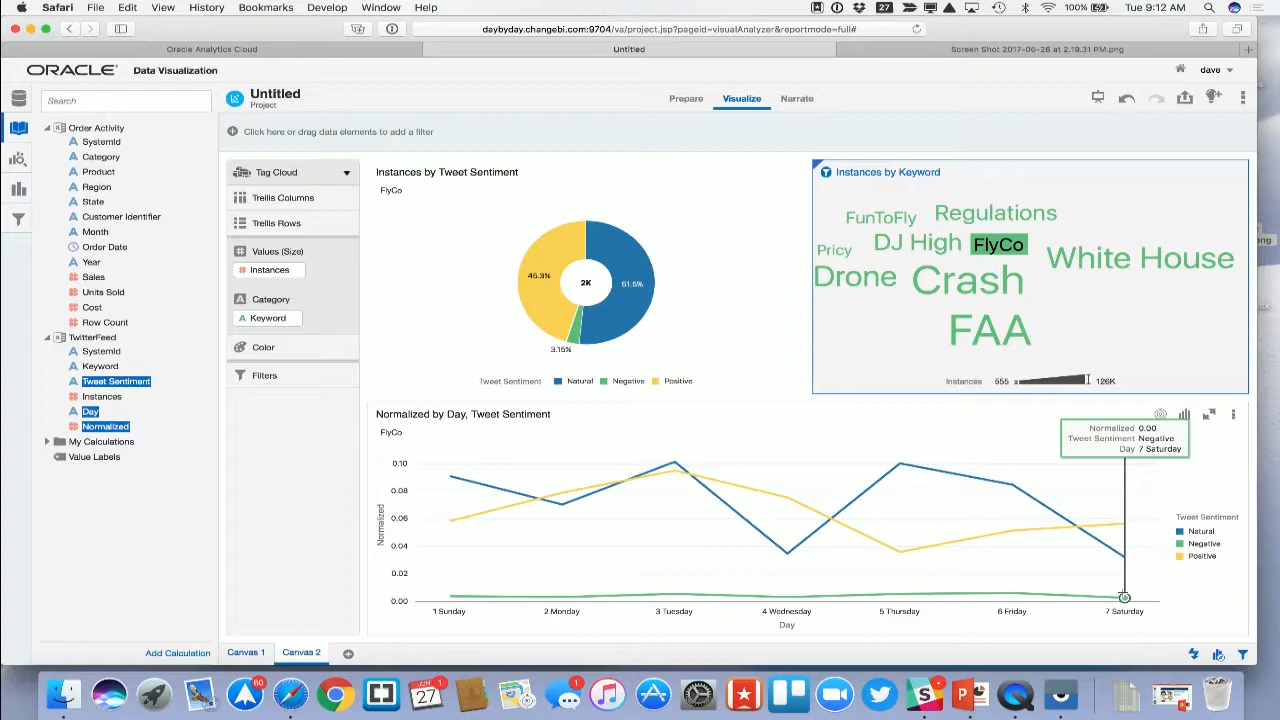 Safari File Edit View History Bookmarks Develop Window Help
27 100% Tue 9:12 AM
daybyday.changebi.com:9704/va/project.jsp?pageid=visualAnalyzer&reportmode=full#
Oracle Analytics Cloud Untitled Screen Shot 2017-06-26 at 2.19.31 PM.png
ORACLE Data Visualization dave
Search
Untitled
Project
Prepare Visualize Narrate
Click here or drag data elements to add a filter
Order Activity
SystemId
Category
Product
Region
State
Customer Identifier
Month
Order Date
Year
Sales
Units Sold
Cost
Row Count
TwitterFeed
SystemId
Keyword
Tweet Sentiment
Instances
Day
Normalized
My Calculations
Value Labels
Add Calculation
Tag Cloud
Trellis Columns
Trellis Rows
Values (Size)
Instances
Category
Keyword
Color
Filters
Instances by Tweet Sentiment
FlyCo
45.3%
2K
51.5%
3.15%
Tweet Sentiment Natural Negative Positive
Instances by Keyword
FunToFly Regulations
Pricy DJ High FlyCo White House
Drone Crash
FAA
Instances 555 126K
Normalized by Day, Tweet Sentiment
FlyCo
Normalized 0.00
Tweet Sentiment Negative
Day 7 Saturday
0.10
0.08
0.06
0.04
0.02
0.00
Normalized
1 Sunday 2 Monday 3 Tuesday 4 Wednesday 5 Thursday 6 Friday 7 Saturday
Day
Tweet Sentiment
Natural
Negative
Positive
Canvas 1 Canvas 2
60
JUN
27
1
1